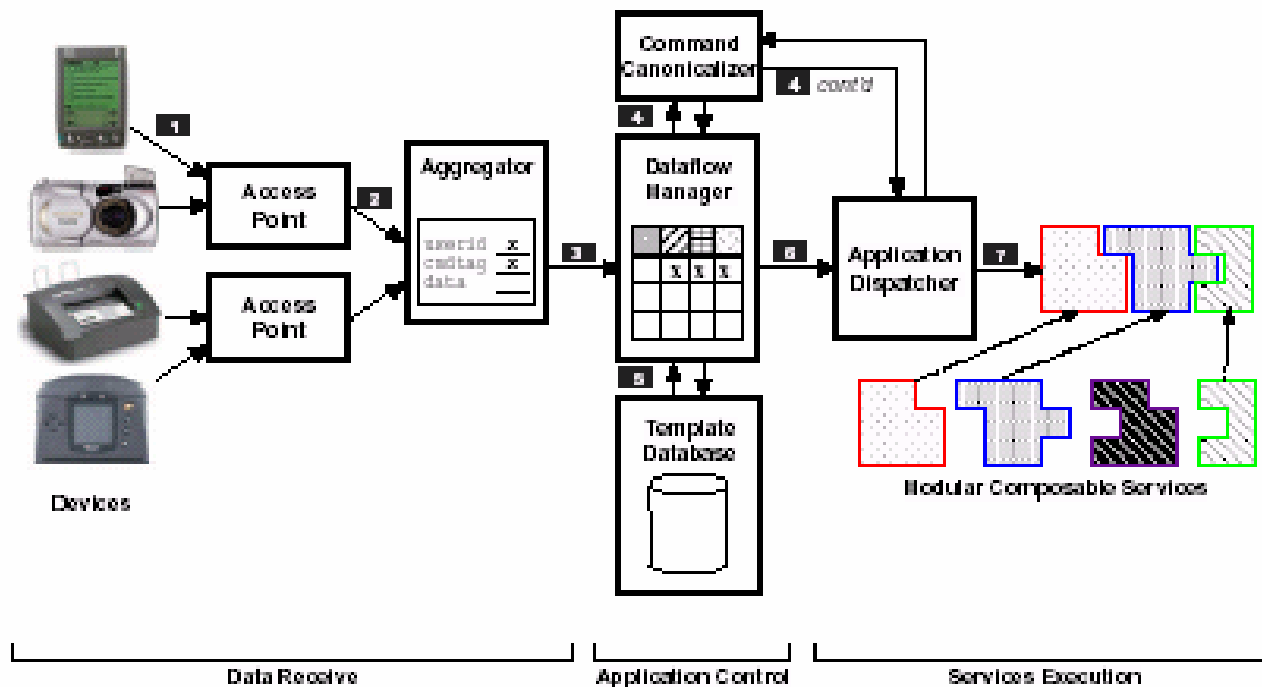 1
Access
Point
Access
Point
Devices
2
Aggregator
userid x
cmdtag x
data
3
Command
Canonicalizer
4
4 cont'd
Dataflow
Manager
x x x
5
Template
Database
6
Application
Dispatcher
7
Modular Composable Services
Data Receive
Application Control
Services Execution